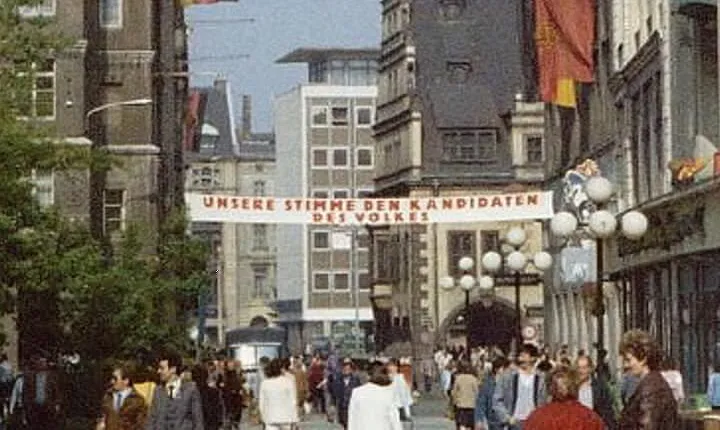 UNSERE STIMME DEN KANDIDATEN
DES VOLKES